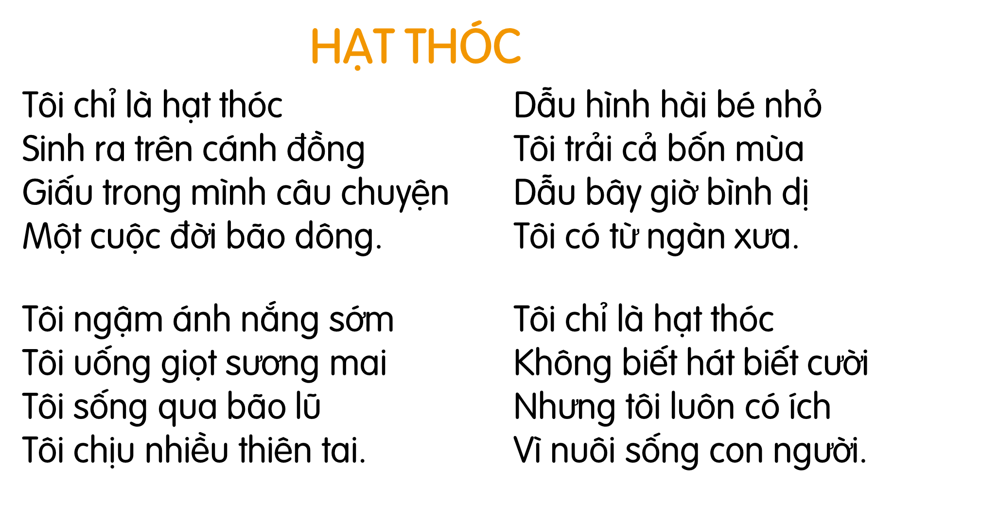 HẠT THÓC
Tôi chỉ là hạt thóc
Sinh ra trên cánh đồng
Giấu trong mình câu chuyện
Một cuộc đời bão dông.
Tôi ngậm ánh nắng sớm
Tôi uống giọt sương mai
Tôi sống qua bão lũ
Tôi chịu nhiều thiên tai.
Dẫu hình hài bé nhỏ
Tôi trải cả bốn mùa
Dẫu bây giờ bình dị
Tôi có từ ngàn xưa.
Tôi chỉ là hạt thóc
Không biết hát biết cười
Nhưng tôi luôn có ích
Vì nuôi sống con người.